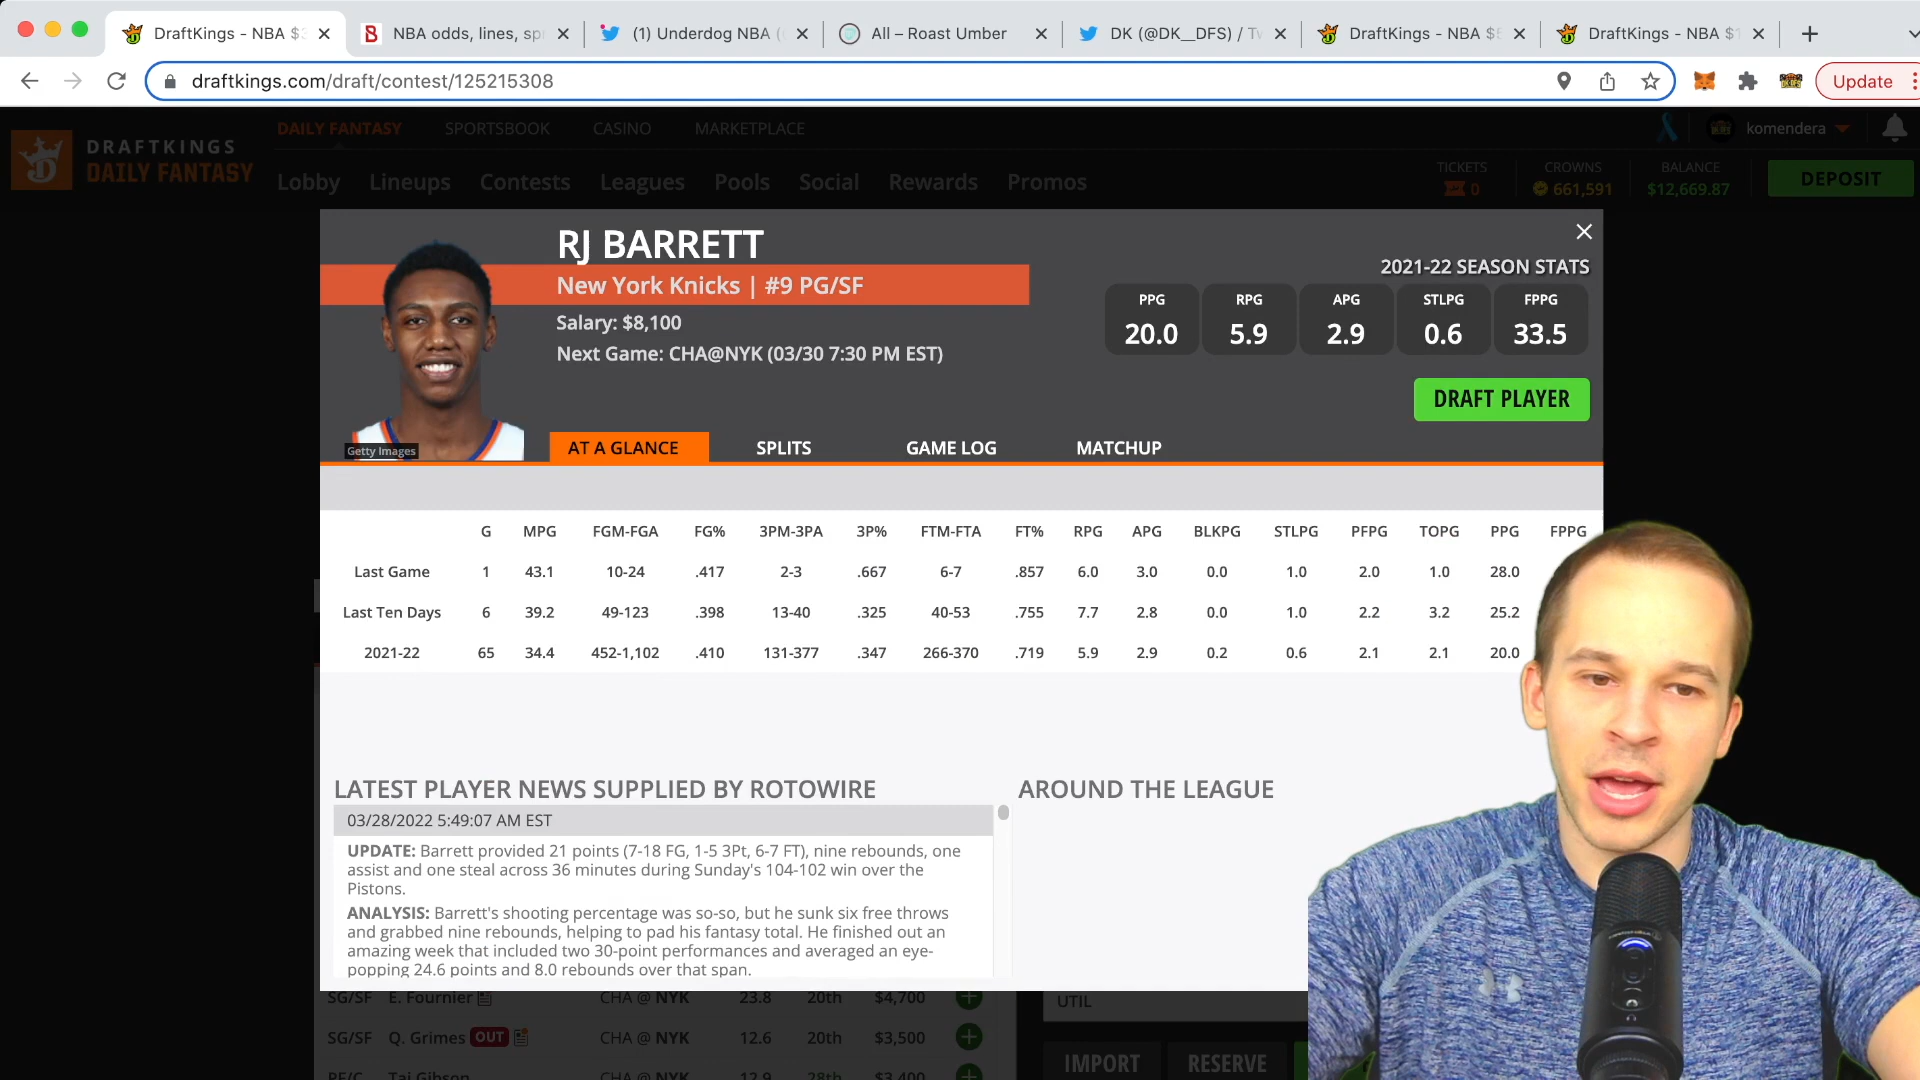 DraftKings - NBA $3
NBA odds, lines, sp
(1) Underdog NBA (
All – Roast Umber
DK (@DK__DFS) / Tw
DraftKings - NBA $
DraftKings - NBA $1
draftkings.com/draft/contest/125215308
Update
DRAFTKINGS
DAILY FANTASY
DAILY FANTASY
SPORTSBOOK
CASINO
MARKETPLACE
komendera
Lobby
Lineups
Contests
Leagues
Pools
Social
Rewards
Promos
TICKETS
0
CROWNS
661,591
BALANCE
$12,669.87
DEPOSIT
RJ BARRETT
New York Knicks | #9 PG/SF
Salary: $8,100
Next Game: CHA@NYK (03/30 7:30 PM EST)
Getty Images
2021-22 SEASON STATS
PPG RPG APG STLPG FPPG
20.0 5.9 2.9 0.6 33.5
DRAFT PLAYER
AT A GLANCE
SPLITS
GAME LOG
MATCHUP
G MPG FGM-FGA FG% 3PM-3PA 3P% FTM-FTA FT% RPG APG BLKPG STLPG PFPG TOPG PPG FPPG
Last Game 1 43.1 10-24 .417 2-3 .667 6-7 .857 6.0 3.0 0.0 1.0 2.0 1.0 28.0
Last Ten Days 6 39.2 49-123 .398 13-40 .325 40-53 .755 7.7 2.8 0.0 1.0 2.2 3.2 25.2
2021-22 65 34.4 452-1,102 .410 131-377 .347 266-370 .719 5.9 2.9 0.2 0.6 2.1 2.1 20.0
LATEST PLAYER NEWS SUPPLIED BY ROTOWIRE
03/28/2022 5:49:07 AM EST
UPDATE: Barrett provided 21 points (7-18 FG, 1-5 3Pt, 6-7 FT), nine rebounds, one
assist and one steal across 36 minutes during Sunday's 104-102 win over the
Pistons.
ANALYSIS: Barrett's shooting percentage was so-so, but he sunk six free throws
and grabbed nine rebounds, helping to pad his fantasy total. He finished out an
amazing week that included two 30-point performances and averaged an eye-
popping 24.6 points and 8.0 rebounds over that span.
AROUND THE LEAGUE
SG/SF E. Fournier CHA @ NYK 23.8 20th $4,700
SG/SF Q. Grimes OUT CHA @ NYK 12.6 20th $3,500
PF/C Taj Gibson CHA @ NYK 12.9 28th $3,400
UTIL
IMPORT
RESERVE